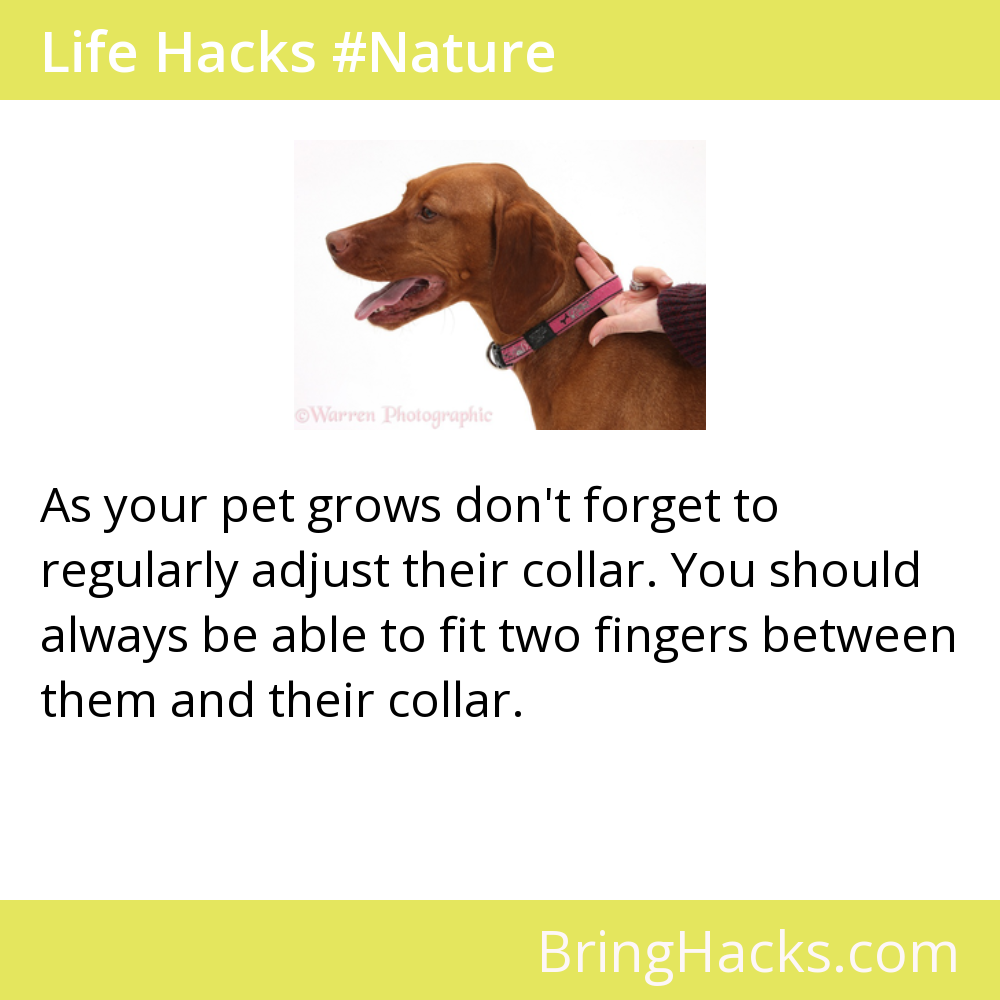 Life Hacks #Nature
©Warren Photographic
As your pet grows don't forget to
regularly adjust their collar. You should
always be able to fit two fingers between
them and their collar.
BringHacks.com